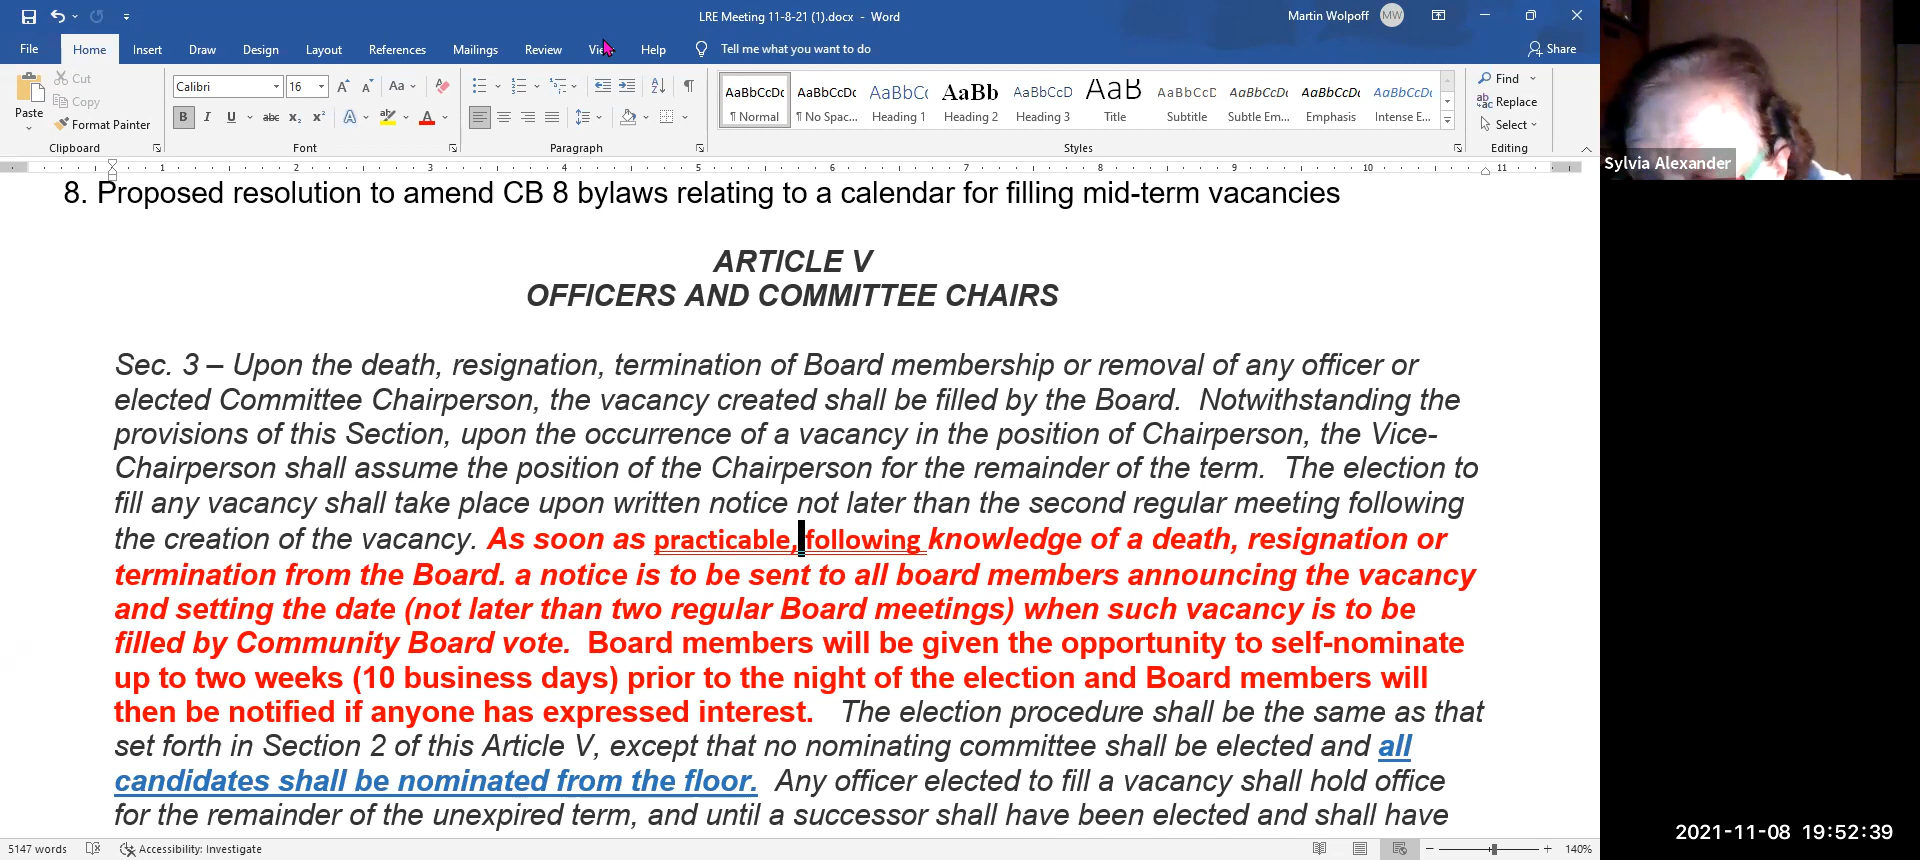 LRE Meeting 11-8-21 (1).docx - Word
Martin Wolpoff MW
File Home Insert Draw Design Layout References Mailings Review View Help Tell me what you want to do Share
Cut
Copy
Paste Format Painter
Clipboard
Calibri 16
Font
Paragraph
AaBbCcDc AaBbCcDc AaBbC AaBb AaBbCcD AaB AaBbCcD AaBbCcDc AaBbCcDc AaBbCcDc
¶ Normal ¶ No Spac... Heading 1 Heading 2 Heading 3 Title Subtitle Subtle Em... Emphasis Intense E...
Styles
Find
Replace
Select
Editing
1 2 3 4 5 6 7 8 9 10 11
8. Proposed resolution to amend CB 8 bylaws relating to a calendar for filling mid-term vacancies
ARTICLE V
OFFICERS AND COMMITTEE CHAIRS
Sec. 3 – Upon the death, resignation, termination of Board membership or removal of any officer or
elected Committee Chairperson, the vacancy created shall be filled by the Board. Notwithstanding the
provisions of this Section, upon the occurrence of a vacancy in the position of Chairperson, the Vice-
Chairperson shall assume the position of the Chairperson for the remainder of the term. The election to
fill any vacancy shall take place upon written notice not later than the second regular meeting following
the creation of the vacancy. As soon as practicable, following knowledge of a death, resignation or
termination from the Board. a notice is to be sent to all board members announcing the vacancy
and setting the date (not later than two regular Board meetings) when such vacancy is to be
filled by Community Board vote. Board members will be given the opportunity to self-nominate
up to two weeks (10 business days) prior to the night of the election and Board members will
then be notified if anyone has expressed interest. The election procedure shall be the same as that
set forth in Section 2 of this Article V, except that no nominating committee shall be elected and all
candidates shall be nominated from the floor. Any officer elected to fill a vacancy shall hold office
for the remainder of the unexpired term, and until a successor shall have been elected and shall have
5147 words Accessibility: Investigate 140%
Sylvia Alexander
2021-11-08 19:52:39